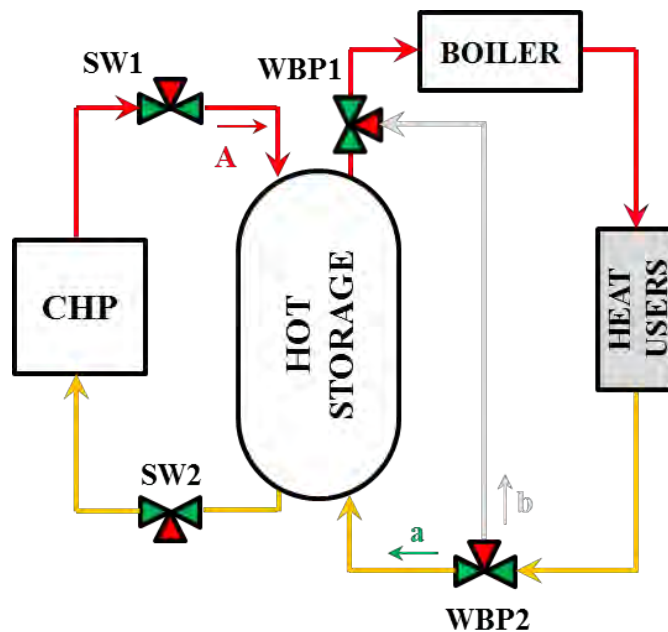 SW1
WBP1
BOILER
A
CHP
HOT
STORAGE
HEAT
USERS
SW2
a
b
WBP2